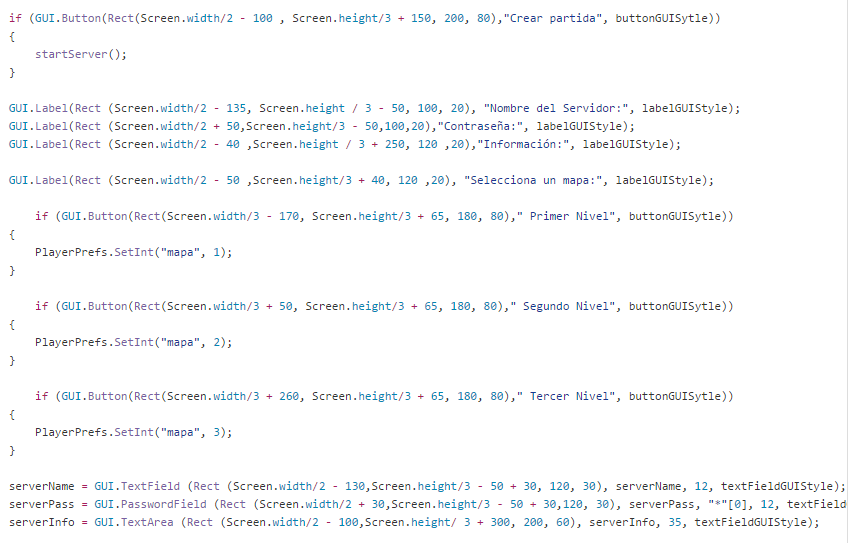 if (GUI.Button(Rect(Screen.width/2 - 100 , Screen.height/3 + 150, 200, 80),"Crear partida", buttonGUISytle))
{
    startServer();
}

GUI.Label(Rect (Screen.width/2 - 135, Screen.height / 3 - 50, 100, 20), "Nombre del Servidor:", labelGUIStyle);
GUI.Label(Rect (Screen.width/2 + 50,Screen.height/3 - 50,100,20),"Contraseña:", labelGUIStyle);
GUI.Label(Rect (Screen.width/2 - 40 ,Screen.height / 3 + 250, 120 ,20),"Información:", labelGUIStyle);

GUI.Label(Rect (Screen.width/2 - 50 ,Screen.height/3 + 40, 120 ,20), "Selecciona un mapa:", labelGUIStyle);

    if (GUI.Button(Rect(Screen.width/3 - 170, Screen.height/3 + 65, 180, 80)," Primer Nivel", buttonGUISytle))
{
    PlayerPrefs.SetInt("mapa", 1);
}

    if (GUI.Button(Rect(Screen.width/3 + 50, Screen.height/3 + 65, 180, 80)," Segundo Nivel", buttonGUISytle))
{
    PlayerPrefs.SetInt("mapa", 2);
}

    if (GUI.Button(Rect(Screen.width/3 + 260, Screen.height/3 + 65, 180, 80)," Tercer Nivel", buttonGUISytle))
{
    PlayerPrefs.SetInt("mapa", 3);
}

serverName = GUI.TextField (Rect (Screen.width/2 - 130,Screen.height/3 - 50 + 30, 120, 30), serverName, 12, textFieldGUIStyle);
serverPass = GUI.PasswordField (Rect (Screen.width/2 + 30,Screen.height/3 - 50 + 30,120, 30), serverPass, "*"[0], 12, textField
serverInfo = GUI.TextArea (Rect (Screen.width/2 - 100,Screen.height/ 3 + 300, 200, 60), serverInfo, 35, textFieldGUIStyle);